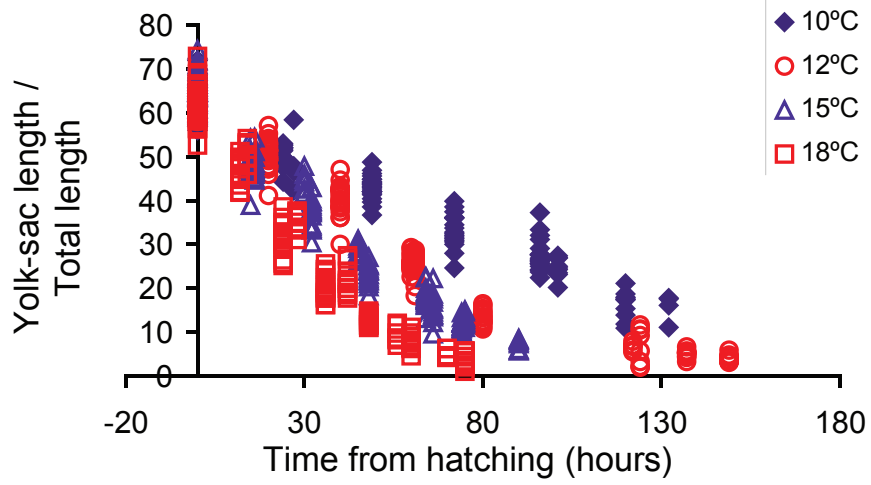 80
70
60
50
40
30
20
10
0
-20
30
80
130
180
Yolk-sac length /
Total length
Time from hatching (hours)
10ºC
12ºC
15ºC
18ºC